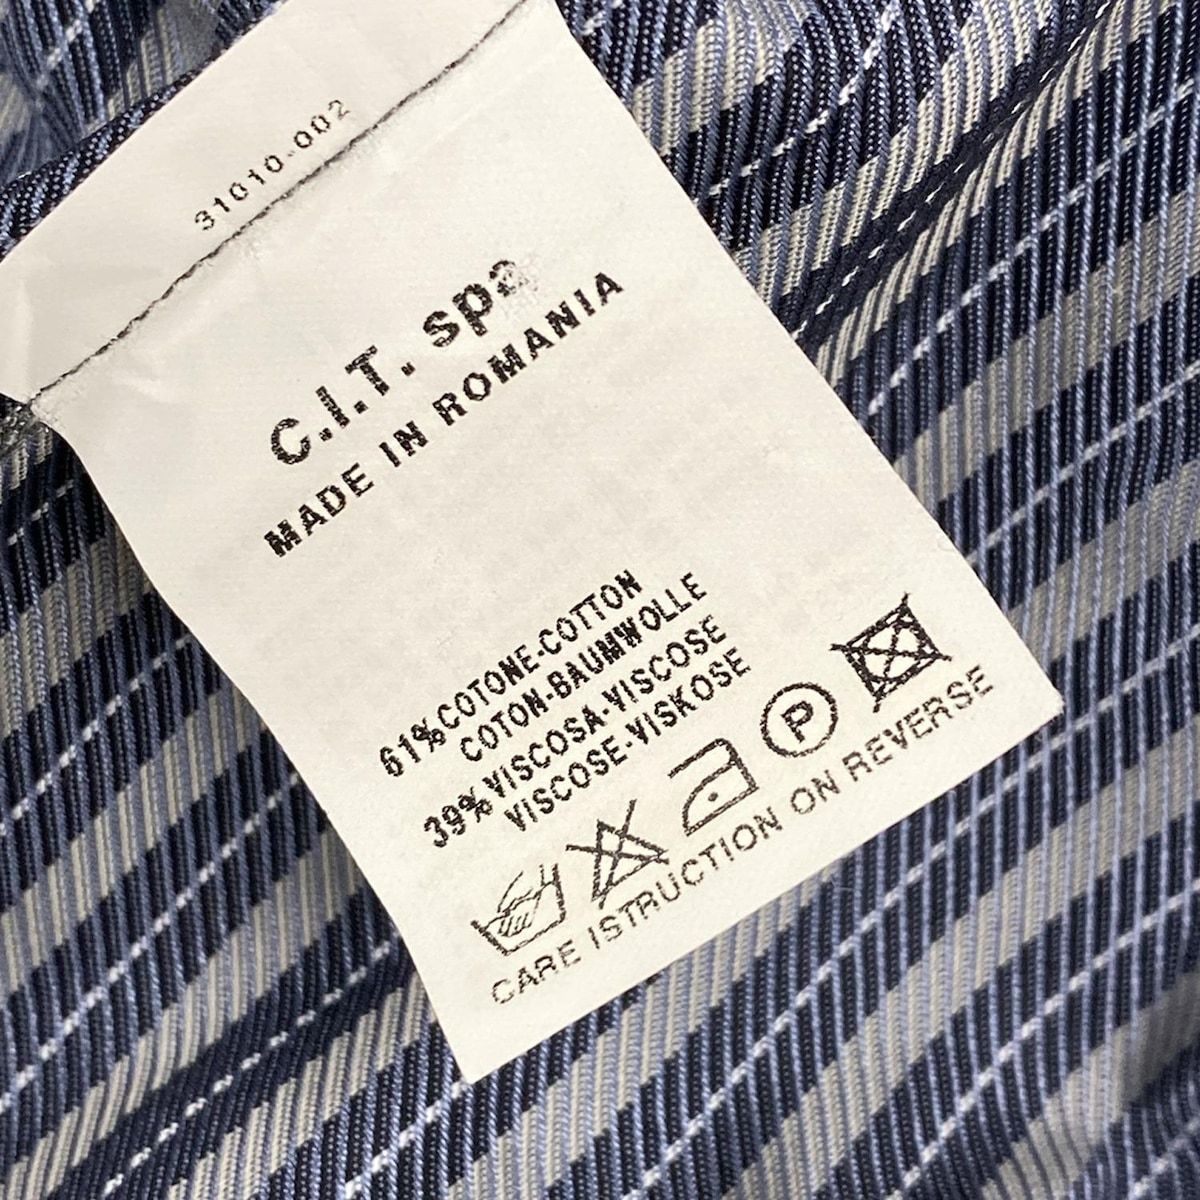 31010.002
C.I.T. spa
MADE IN ROMANIA
61%COTONE-COTTON
COTON-BAUMWOLLE
39%VISCOSA-VISCOSE
VISCOSE-VISKOSE
P
CARE ISTRUCTION ON REVERSE